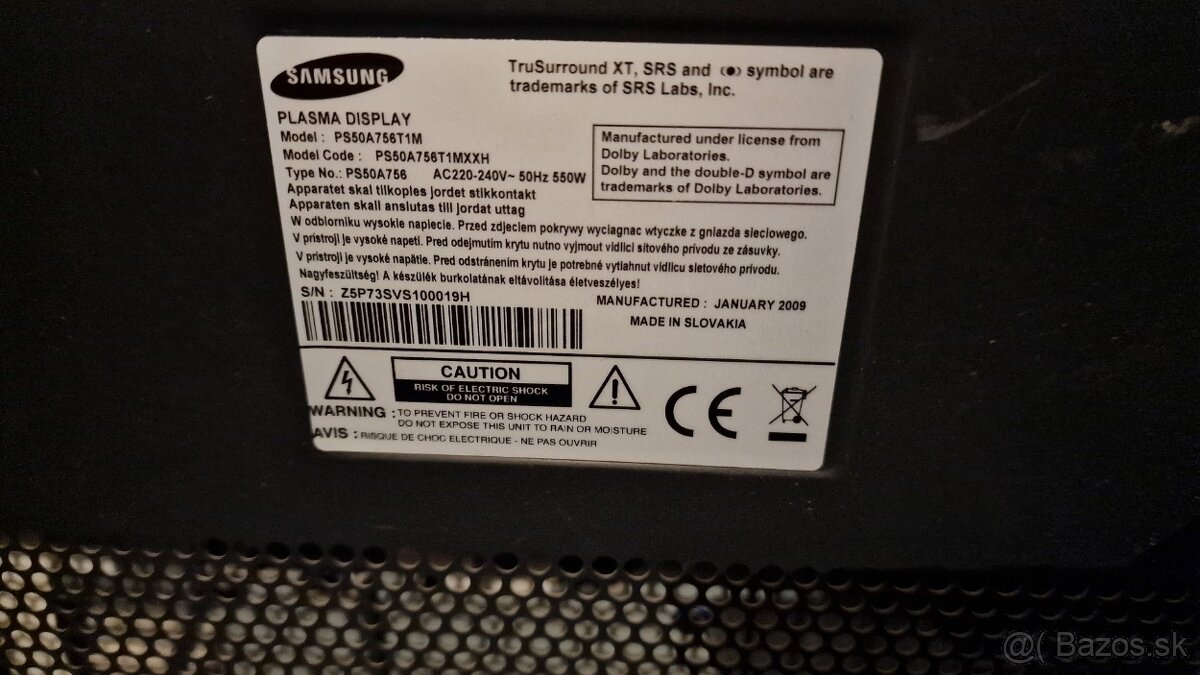 SAMSUNG
TruSurround XT, SRS and (●) symbol are
trademarks of SRS Labs, Inc.
PLASMA DISPLAY
Model : PS50A756T1M
Model Code : PS50A756T1MXXH
Type No.: PS50A756 AC220-240V~ 50Hz 550W
Manufactured under license from
Dolby Laboratories.
Dolby and the double-D symbol are
trademarks of Dolby Laboratories.
Apparatet skal tilkoples jordet stikkontakt
Apparaten skall anslutas till jordat uttag
W odbiorniku wysokie napiecie. Przed zdjeciem pokrywy wyciagnac wtyczke z gniazda sieciowego.
V prístroji je vysoké napetí. Pred odejmutím krytu nutno vyjmout vidlici sítového prívodu ze zásuvky.
V prístroji je vysoké napätie. Pred odstránením krytu je potrebné vytiahnut vidlicu sietového prívodu.
Nagyfeszültség! A készülék burkolatának eltávolítása életveszélyes!
S/N : Z5P73SVS100019H
MANUFACTURED : JANUARY 2009
MADE IN SLOVAKIA
CAUTION
RISK OF ELECTRIC SHOCK
DO NOT OPEN
CE
WARNING : TO PREVENT FIRE OR SHOCK HAZARD
DO NOT EXPOSE THIS UNIT TO RAIN OR MOISTURE
AVIS : RISQUE DE CHOC ELECTRIQUE - NE PAS OUVRIR
@( Bazos.sk